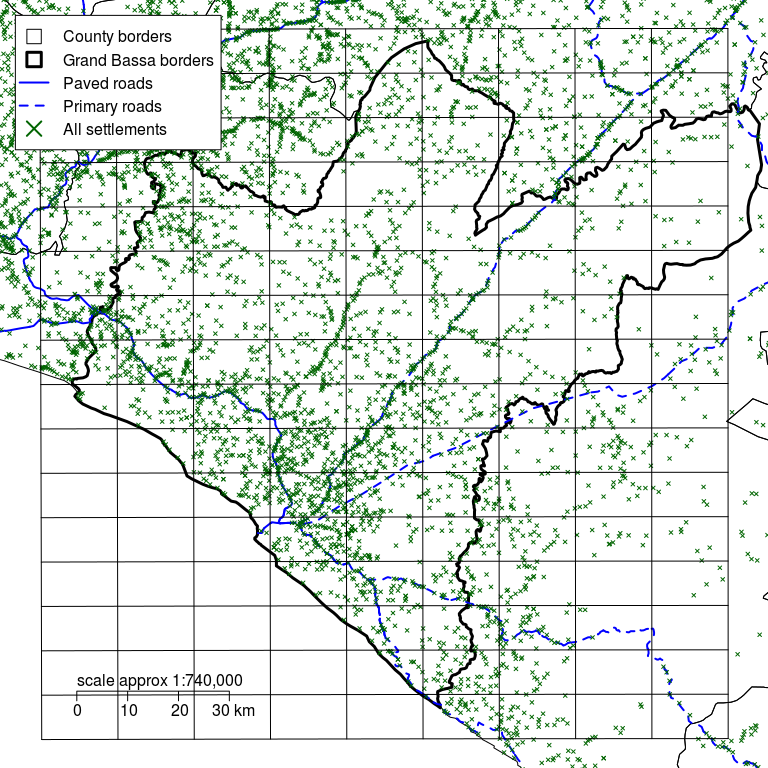 County borders
Grand Bassa borders
Paved roads
Primary roads
All settlements
scale approx 1:740,000
0 10 20 30 km